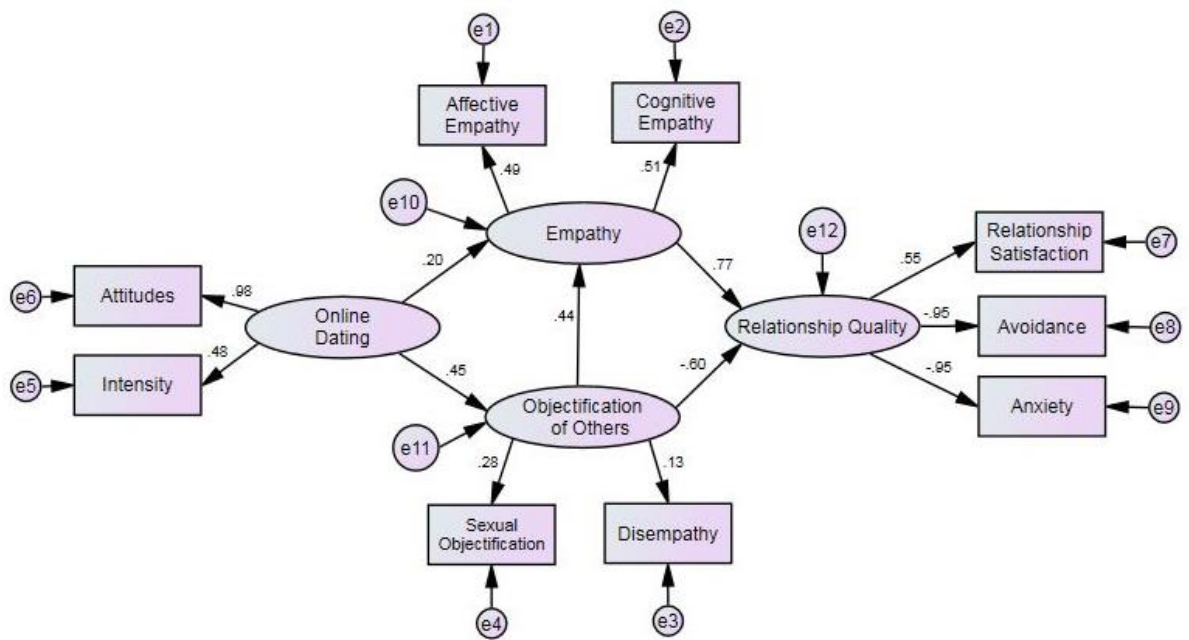 e1
e2
Affective
Empathy
Cognitive
Empathy
.49
.51
e10
Empathy
e12
Relationship
Satisfaction
e7
.20
.77
.55
e6
Attitudes
.98
Online
Dating
.44
Relationship Quality
-.95
Avoidance
e8
e5
Intensity
.48
.45
-.60
-.95
Anxiety
e9
Objectification
of Others
e11
.28
.13
Sexual
Objectification
Disempathy
e4
e3